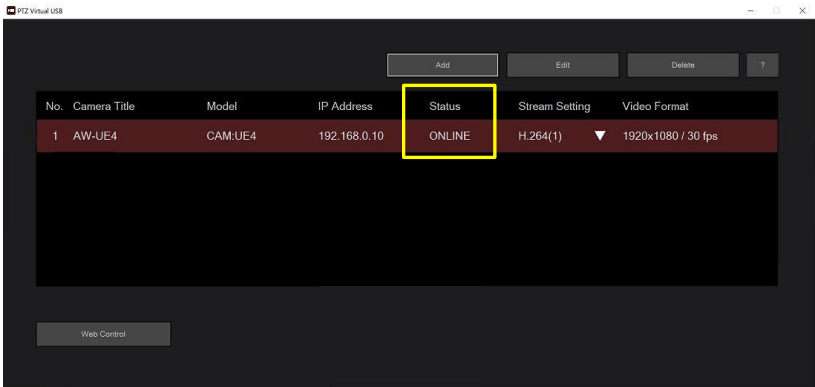 PTZ Virtual USB
Add Edit Delete ?
No. Camera Title Model IP Address Status Stream Setting Video Format
1 AW-UE4 CAM:UE4 192.168.0.10 ONLINE H.264(1) ▼ 1920x1080 / 30 fps
Web Control